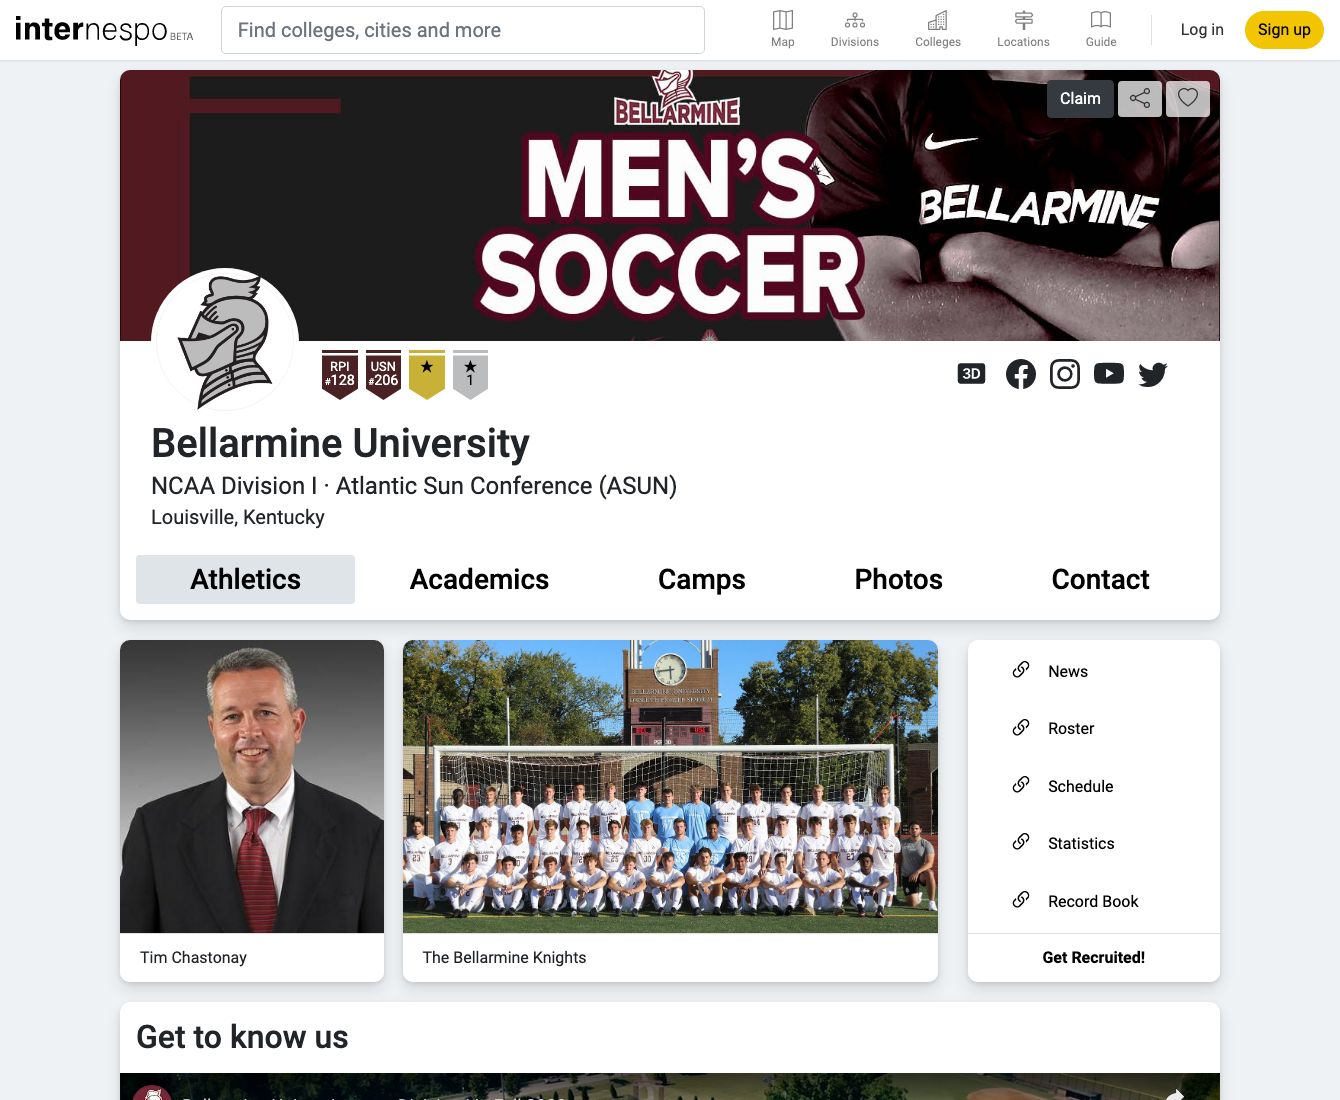 internespo BETA
Find colleges, cities and more
Map
Divisions
Colleges
Locations
Guide
Log in
Sign up
BELLARMINE
MEN'S
SOCCER
BELLARMINE
Claim
RPI
#128
USN
#206
1
3D
Bellarmine University
NCAA Division I · Atlantic Sun Conference (ASUN)
Louisville, Kentucky
Athletics
Academics
Camps
Photos
Contact
BELLARMINE UNIVERSITY
Tim Chastonay
The Bellarmine Knights
News
Roster
Schedule
Statistics
Record Book
Get Recruited!
Get to know us